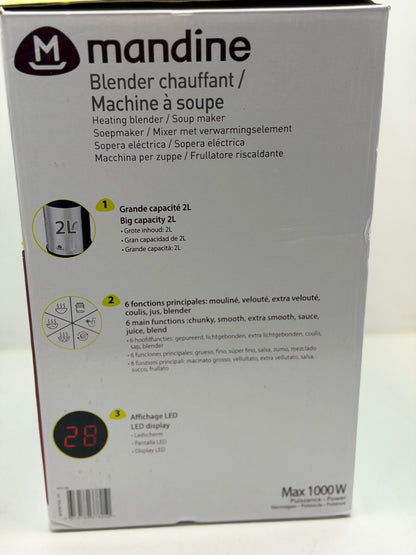 M mandine
Blender chauffant /
Machine à soupe
Heating blender / Soup maker
Soepmaker / Mixer met verwarmingselement
Sopera eléctrica / Sopera eléctrica
Macchina per zuppe / Frullatore riscaldante
1
Grande capacité 2L
Big capacity 2L
• Grote inhoud: 2L
• Gran capacidad de 2L
• Grande capacità: 2L
2L
2
6 fonctions principales: mouliné, velouté, extra velouté,
coulis, jus, blender
6 main functions :chunky, smooth, extra smooth, sauce,
juice, blend
• 6 hoofdfuncties: gepureerd, lichtgebonden, extra lichtgebonden, coulis,
sap, blender
• 6 funciones principales: grueso, fino, súper fino, salsa, zumo, mezclado
• 6 funzioni principali: macinato grosso, vellutato, extra vellutato, salsa,
succo, frullato
3
Affichage LED
LED display
• Ledscherm
• Pantalla LED
• Display LED
28
Max 1000W
Puissance - Power
Vermogen - Potencia - Potenza